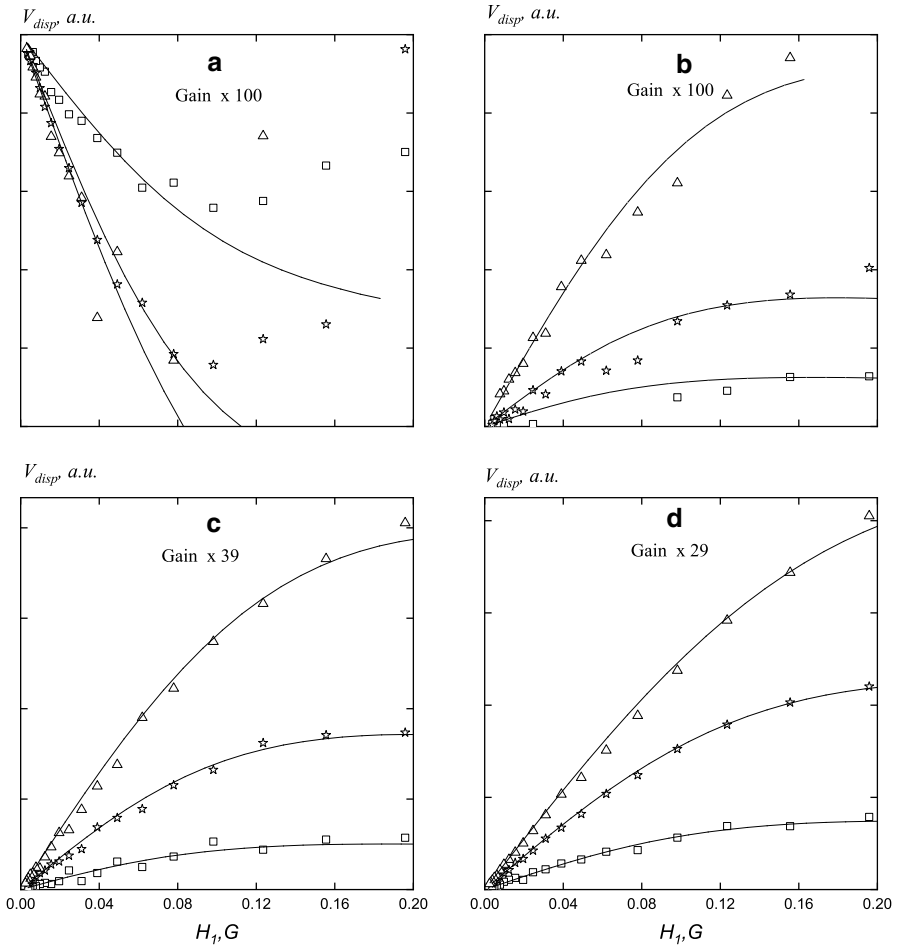 V_disp, a.u.
a
Gain x 100
V_disp, a.u.
b
Gain x 100
V_disp, a.u.
c
Gain x 39
0.00 0.04 0.08 0.12 0.16 0.20
H_1,G
V_disp, a.u.
d
Gain x 29
0.00 0.04 0.08 0.12 0.16 0.20
H_1,G